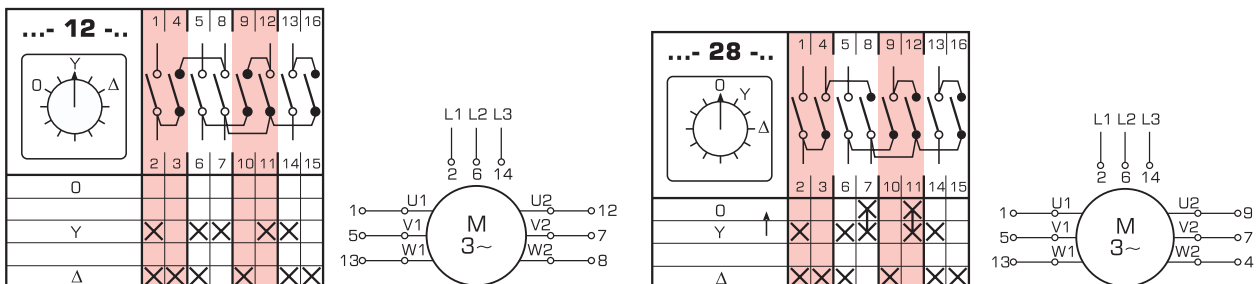 ...- 12 -..
1 4 5 8 9 12 13 16
Y
0
Δ
2 3 6 7 10 11 14 15
0
Y
Δ
L1 L2 L3
2 6 14
1 U1 U2 12
5 V1 M V2 7
3~
13 W1 W2 8
...- 28 -..
1 4 5 8 9 12 13 16
0
Y
Δ
2 3 6 7 10 11 14 15
0
Y
Δ
L1 L2 L3
2 6 14
1 U1 U2 9
5 V1 M V2 7
3~
13 W1 W2 4